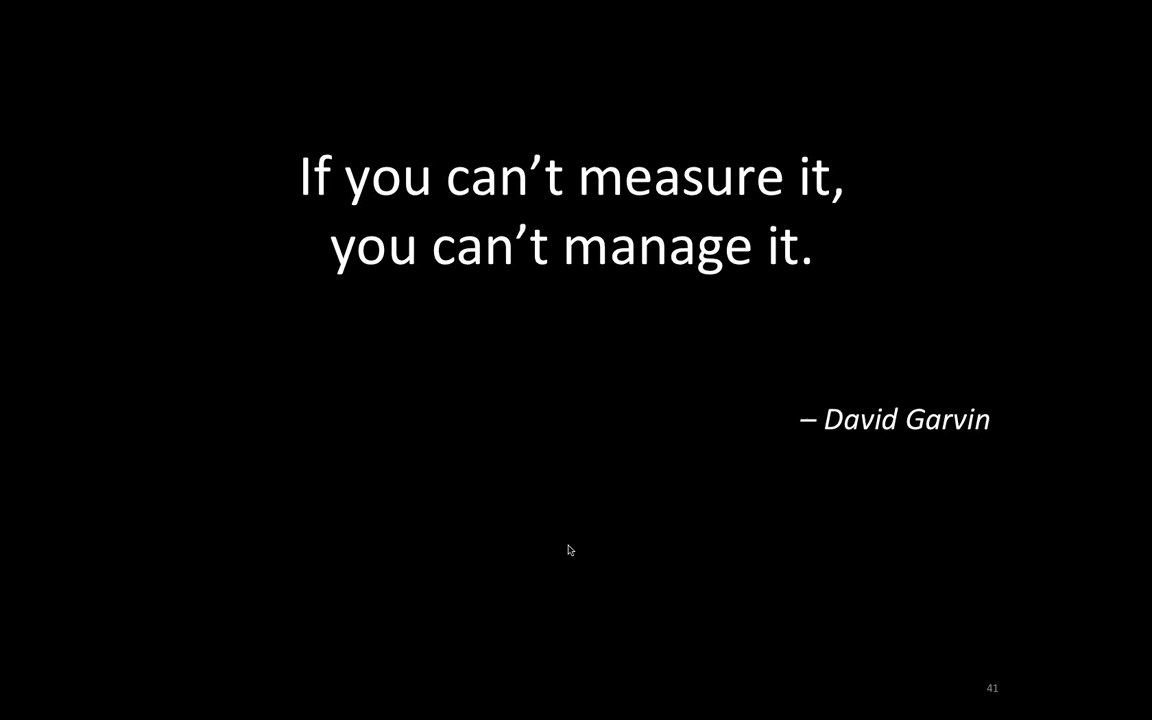 If you can’t measure it,
you can’t manage it.
– David Garvin
41